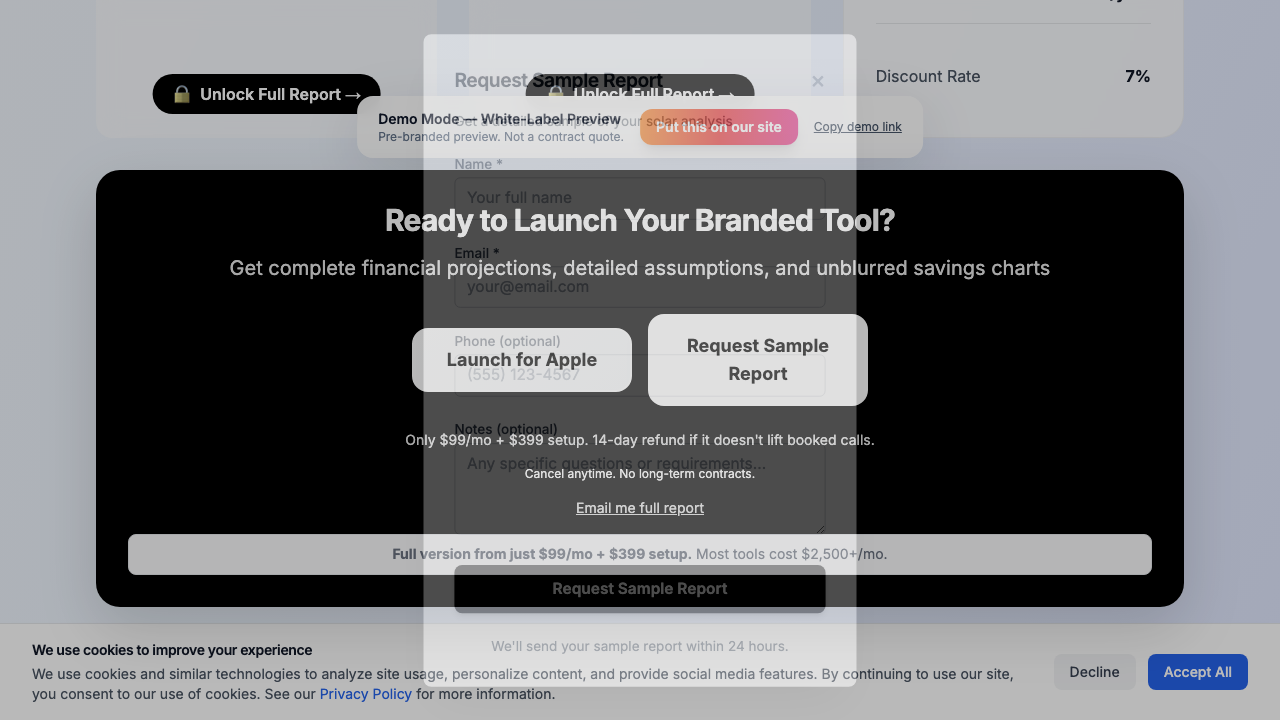 Discount Rate 7%
🔒 Unlock Full Report →
🔒 Unlock Full Report →
Demo Mode — White-Label Preview
Pre-branded preview. Not a contract quote.
Put this on our site
Copy demo link
Request Sample Report
×
Name *
Your full name
Email *
your@email.com
Phone (optional)
(555) 123-4567
Notes (optional)
Any specific questions or requirements...
Request Sample Report
We'll send your sample report within 24 hours.
Ready to Launch Your Branded Tool?
Get complete financial projections, detailed assumptions, and unblurred savings charts
Launch for Apple
Request Sample
Report
Only $99/mo + $399 setup. 14-day refund if it doesn't lift booked calls.
Cancel anytime. No long-term contracts.
Email me full report
Full version from just $99/mo + $399 setup. Most tools cost $2,500+/mo.
We use cookies to improve your experience
We use cookies and similar technologies to analyze site usage, personalize content, and provide social media features. By continuing to use our site,
you consent to our use of cookies. See our Privacy Policy for more information.
Decline
Accept All